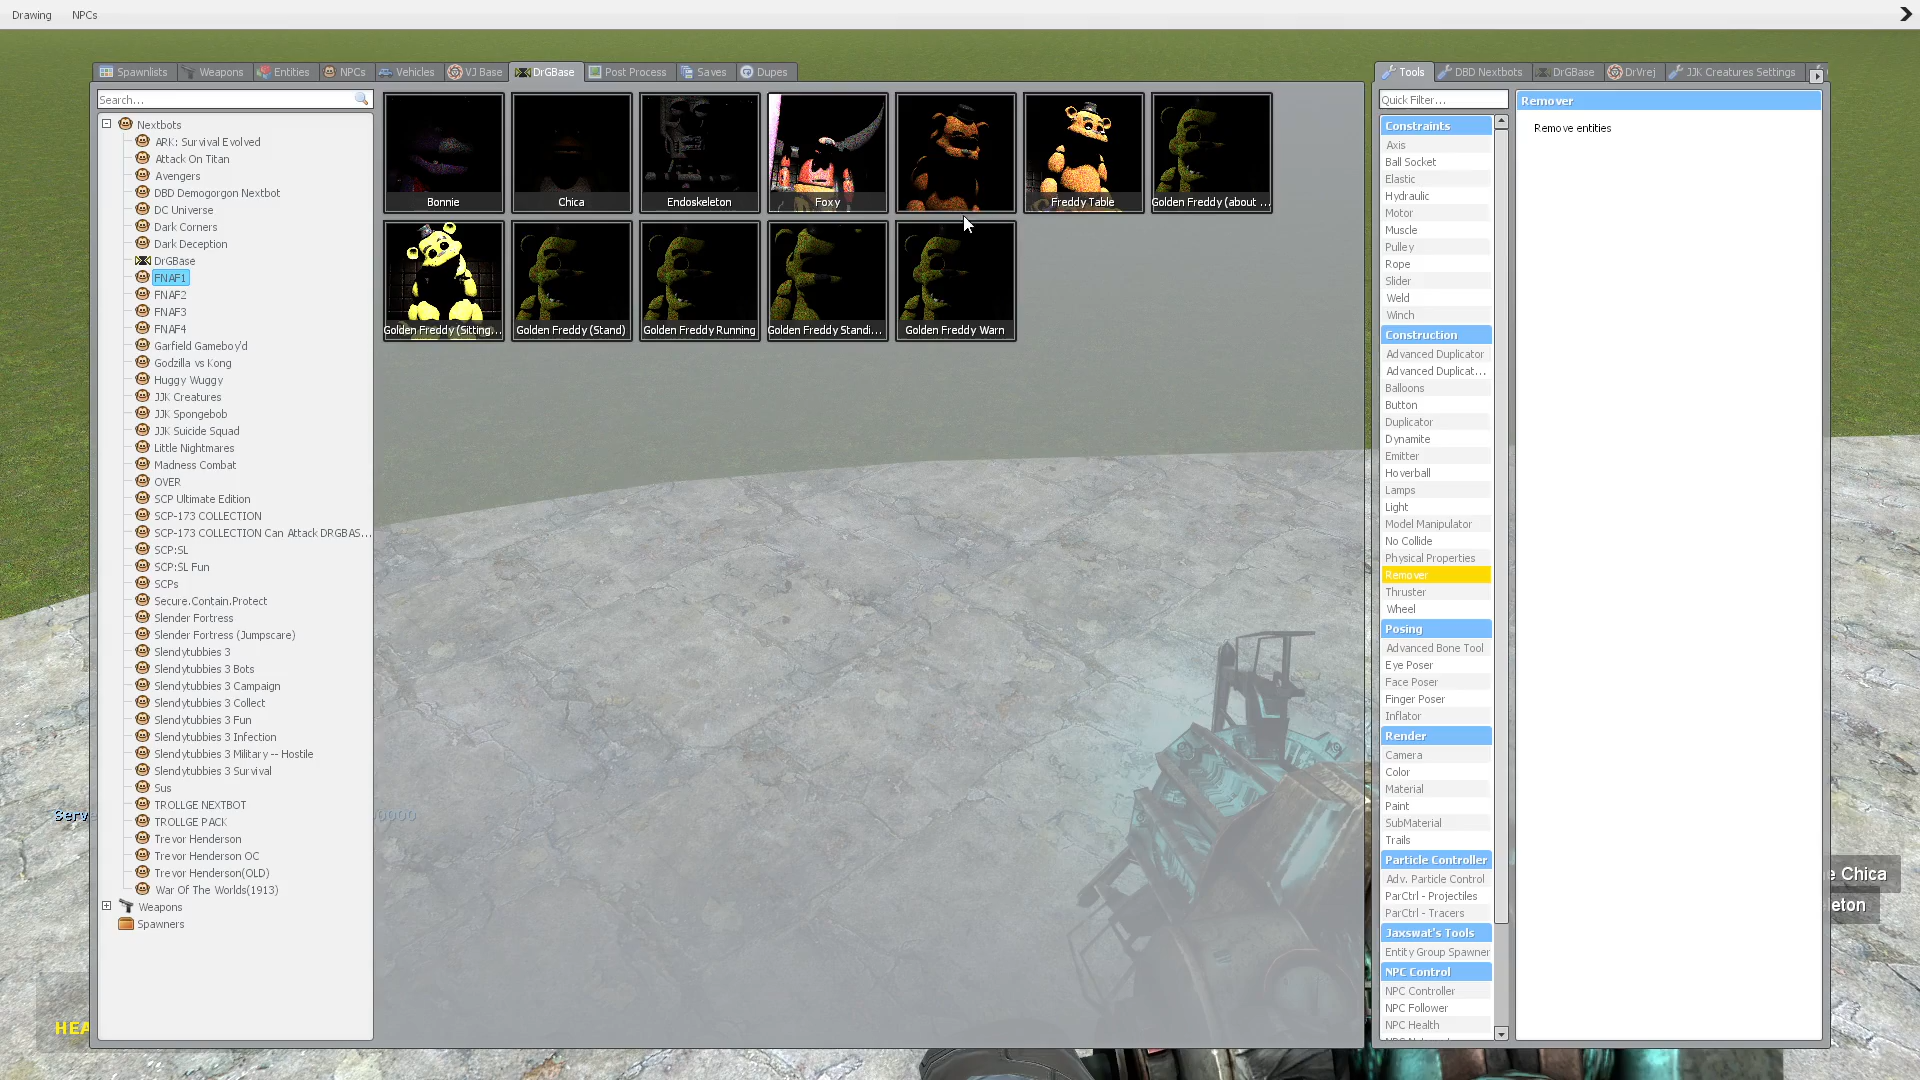 Drawing NPCs
Spawnlists Weapons Entities NPCs Vehicles VJ Base DrGBase Post Process Saves Dupes
Search...
Nextbots
ARK: Survival Evolved
Attack On Titan
Avengers
DBD Demogorgon Nextbot
DC Universe
Dark Corners
Dark Deception
DrGBase
FNAF1
FNAF2
FNAF3
FNAF4
Garfield Gameboy'd
Godzilla vs Kong
Huggy Wuggy
JJK Creatures
JJK Spongebob
JJK Suicide Squad
Little Nightmares
Madness Combat
OVER
SCP Ultimate Edition
SCP-173 COLLECTION
SCP-173 COLLECTION Can Attack DRGBAS...
SCP:SL
SCP:SL Fun
SCPs
Secure.Contain.Protect
Slender Fortress
Slender Fortress (Jumpscare)
Slendytubbies 3
Slendytubbies 3 Bots
Slendytubbies 3 Campaign
Slendytubbies 3 Collect
Slendytubbies 3 Fun
Slendytubbies 3 Infection
Slendytubbies 3 Military -- Hostile
Slendytubbies 3 Survival
Sus
TROLLGE NEXTBOT
TROLLGE PACK
Trevor Henderson
Trevor Henderson OC
Trevor Henderson(OLD)
War Of The Worlds(1913)
Weapons
Spawners
Bonnie Chica Endoskeleton Foxy Freddy Table Golden Freddy (about ...
Golden Freddy (Sitting... Golden Freddy (Stand) Golden Freddy Running Golden Freddy Standi... Golden Freddy Warn
Serv
0000
HEA
Tools DBD Nextbots DrGBase DrVrej JJK Creatures Settings
Quick Filter...
Constraints
Axis
Ball Socket
Elastic
Hydraulic
Motor
Muscle
Pulley
Rope
Slider
Weld
Winch
Construction
Advanced Duplicator
Advanced Duplicat...
Balloons
Button
Duplicator
Dynamite
Emitter
Hoverball
Lamps
Light
Model Manipulator
No Collide
Physical Properties
Remover
Thruster
Wheel
Posing
Advanced Bone Tool
Eye Poser
Face Poser
Finger Poser
Inflator
Render
Camera
Color
Material
Paint
SubMaterial
Trails
Particle Controller
Adv. Particle Control
ParCtrl - Projectiles
ParCtrl - Tracers
Jaxswat's Tools
Entity Group Spawner
NPC Control
NPC Controller
NPC Follower
NPC Health
Remover
Remove entities
e Chica
eton